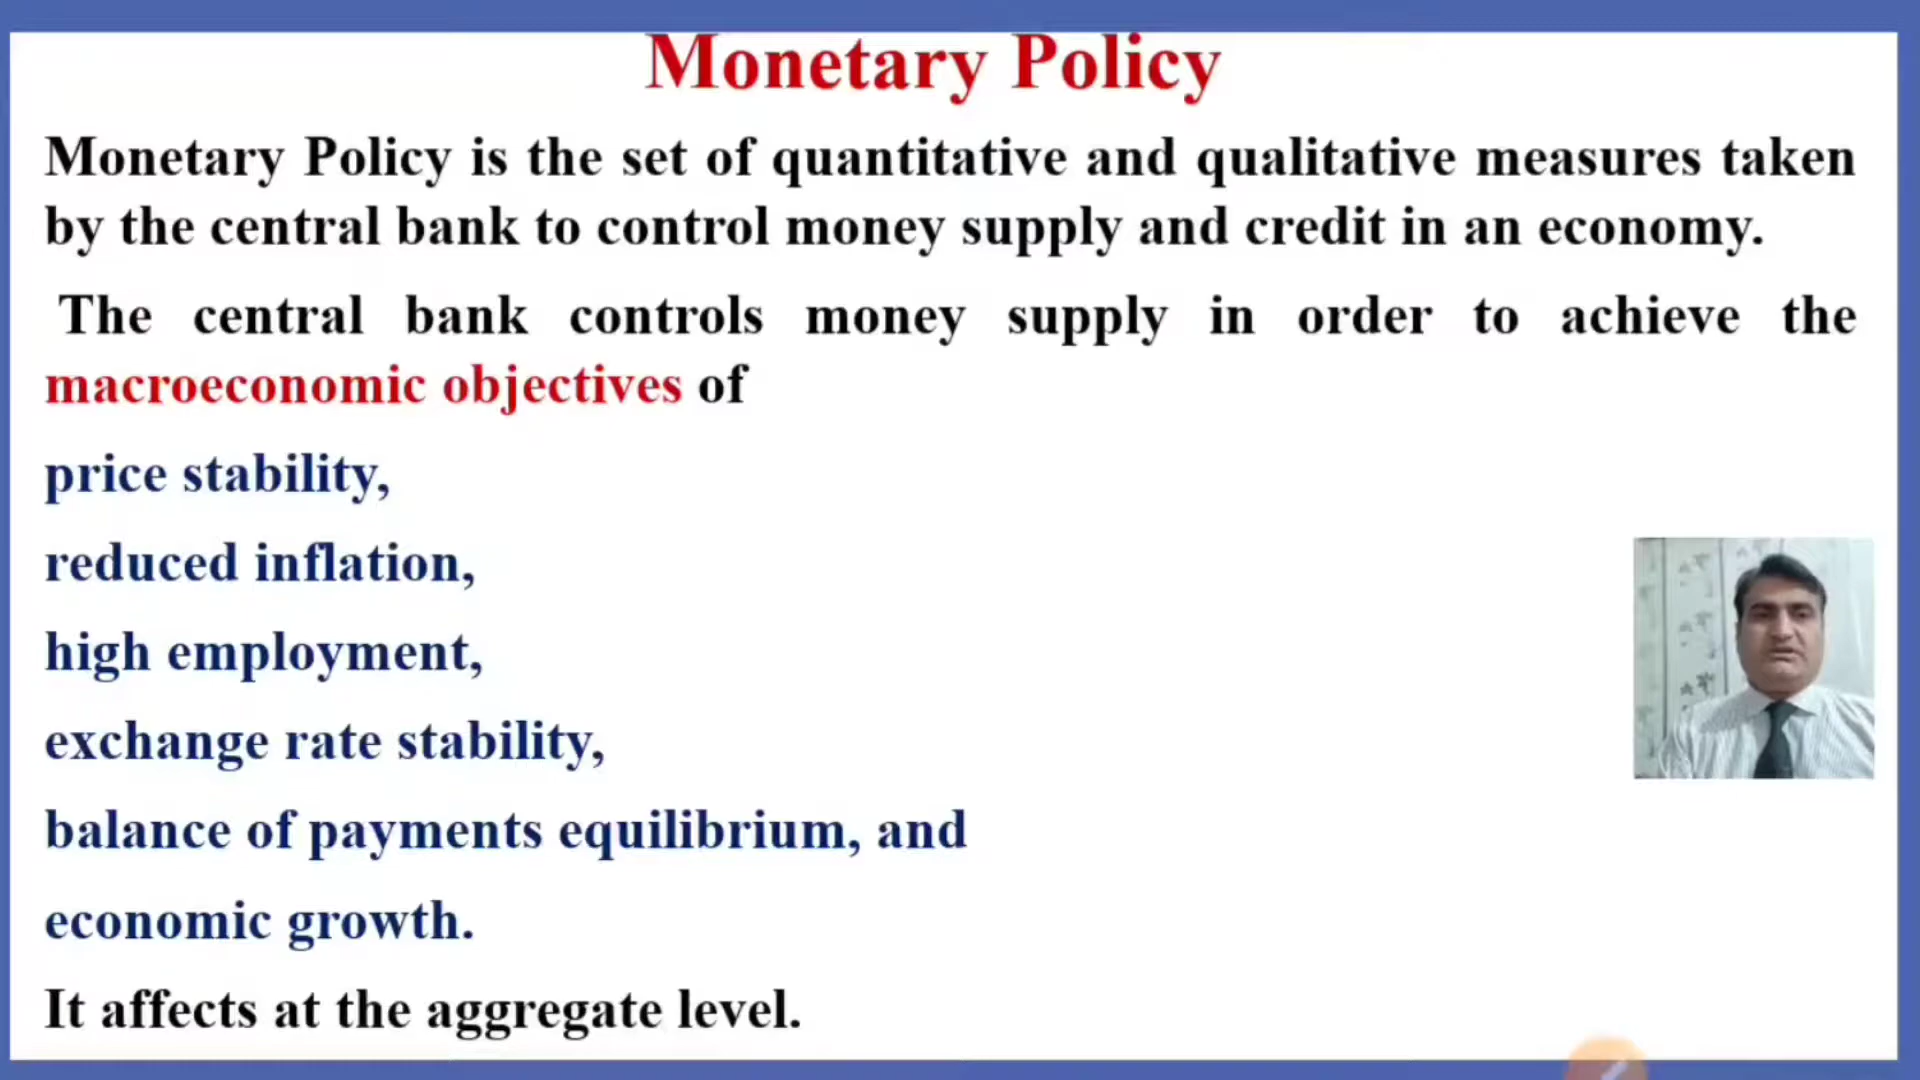 Monetary Policy
Monetary Policy is the set of quantitative and qualitative measures taken
by the central bank to control money supply and credit in an economy.
The central bank controls money supply in order to achieve the
macroeconomic objectives of
price stability,
reduced inflation,
high employment,
exchange rate stability,
balance of payments equilibrium, and
economic growth.
It affects at the aggregate level.